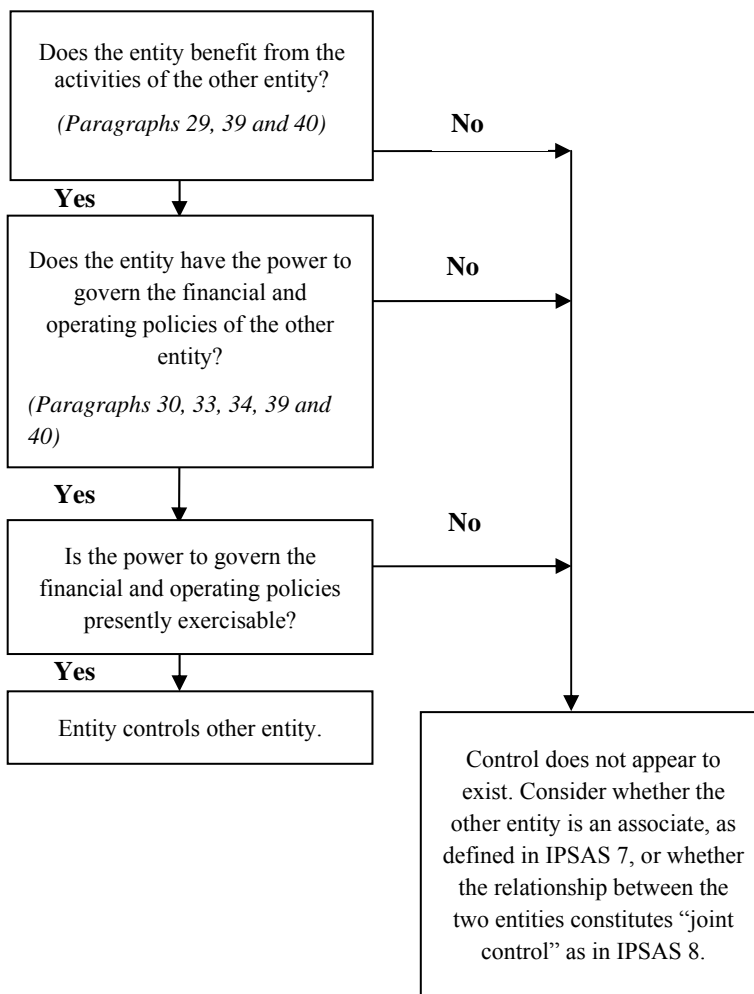 Does the entity benefit from the
activities of the other entity?
(Paragraphs 29, 39 and 40)
No
Yes
Does the entity have the power to
govern the financial and
operating policies of the other
entity?
(Paragraphs 30, 33, 34, 39 and
40)
No
Yes
Is the power to govern the
financial and operating policies
presently exercisable?
No
Yes
Entity controls other entity.
Control does not appear to
exist. Consider whether the
other entity is an associate, as
defined in IPSAS 7, or whether
the relationship between the
two entities constitutes “joint
control” as in IPSAS 8.